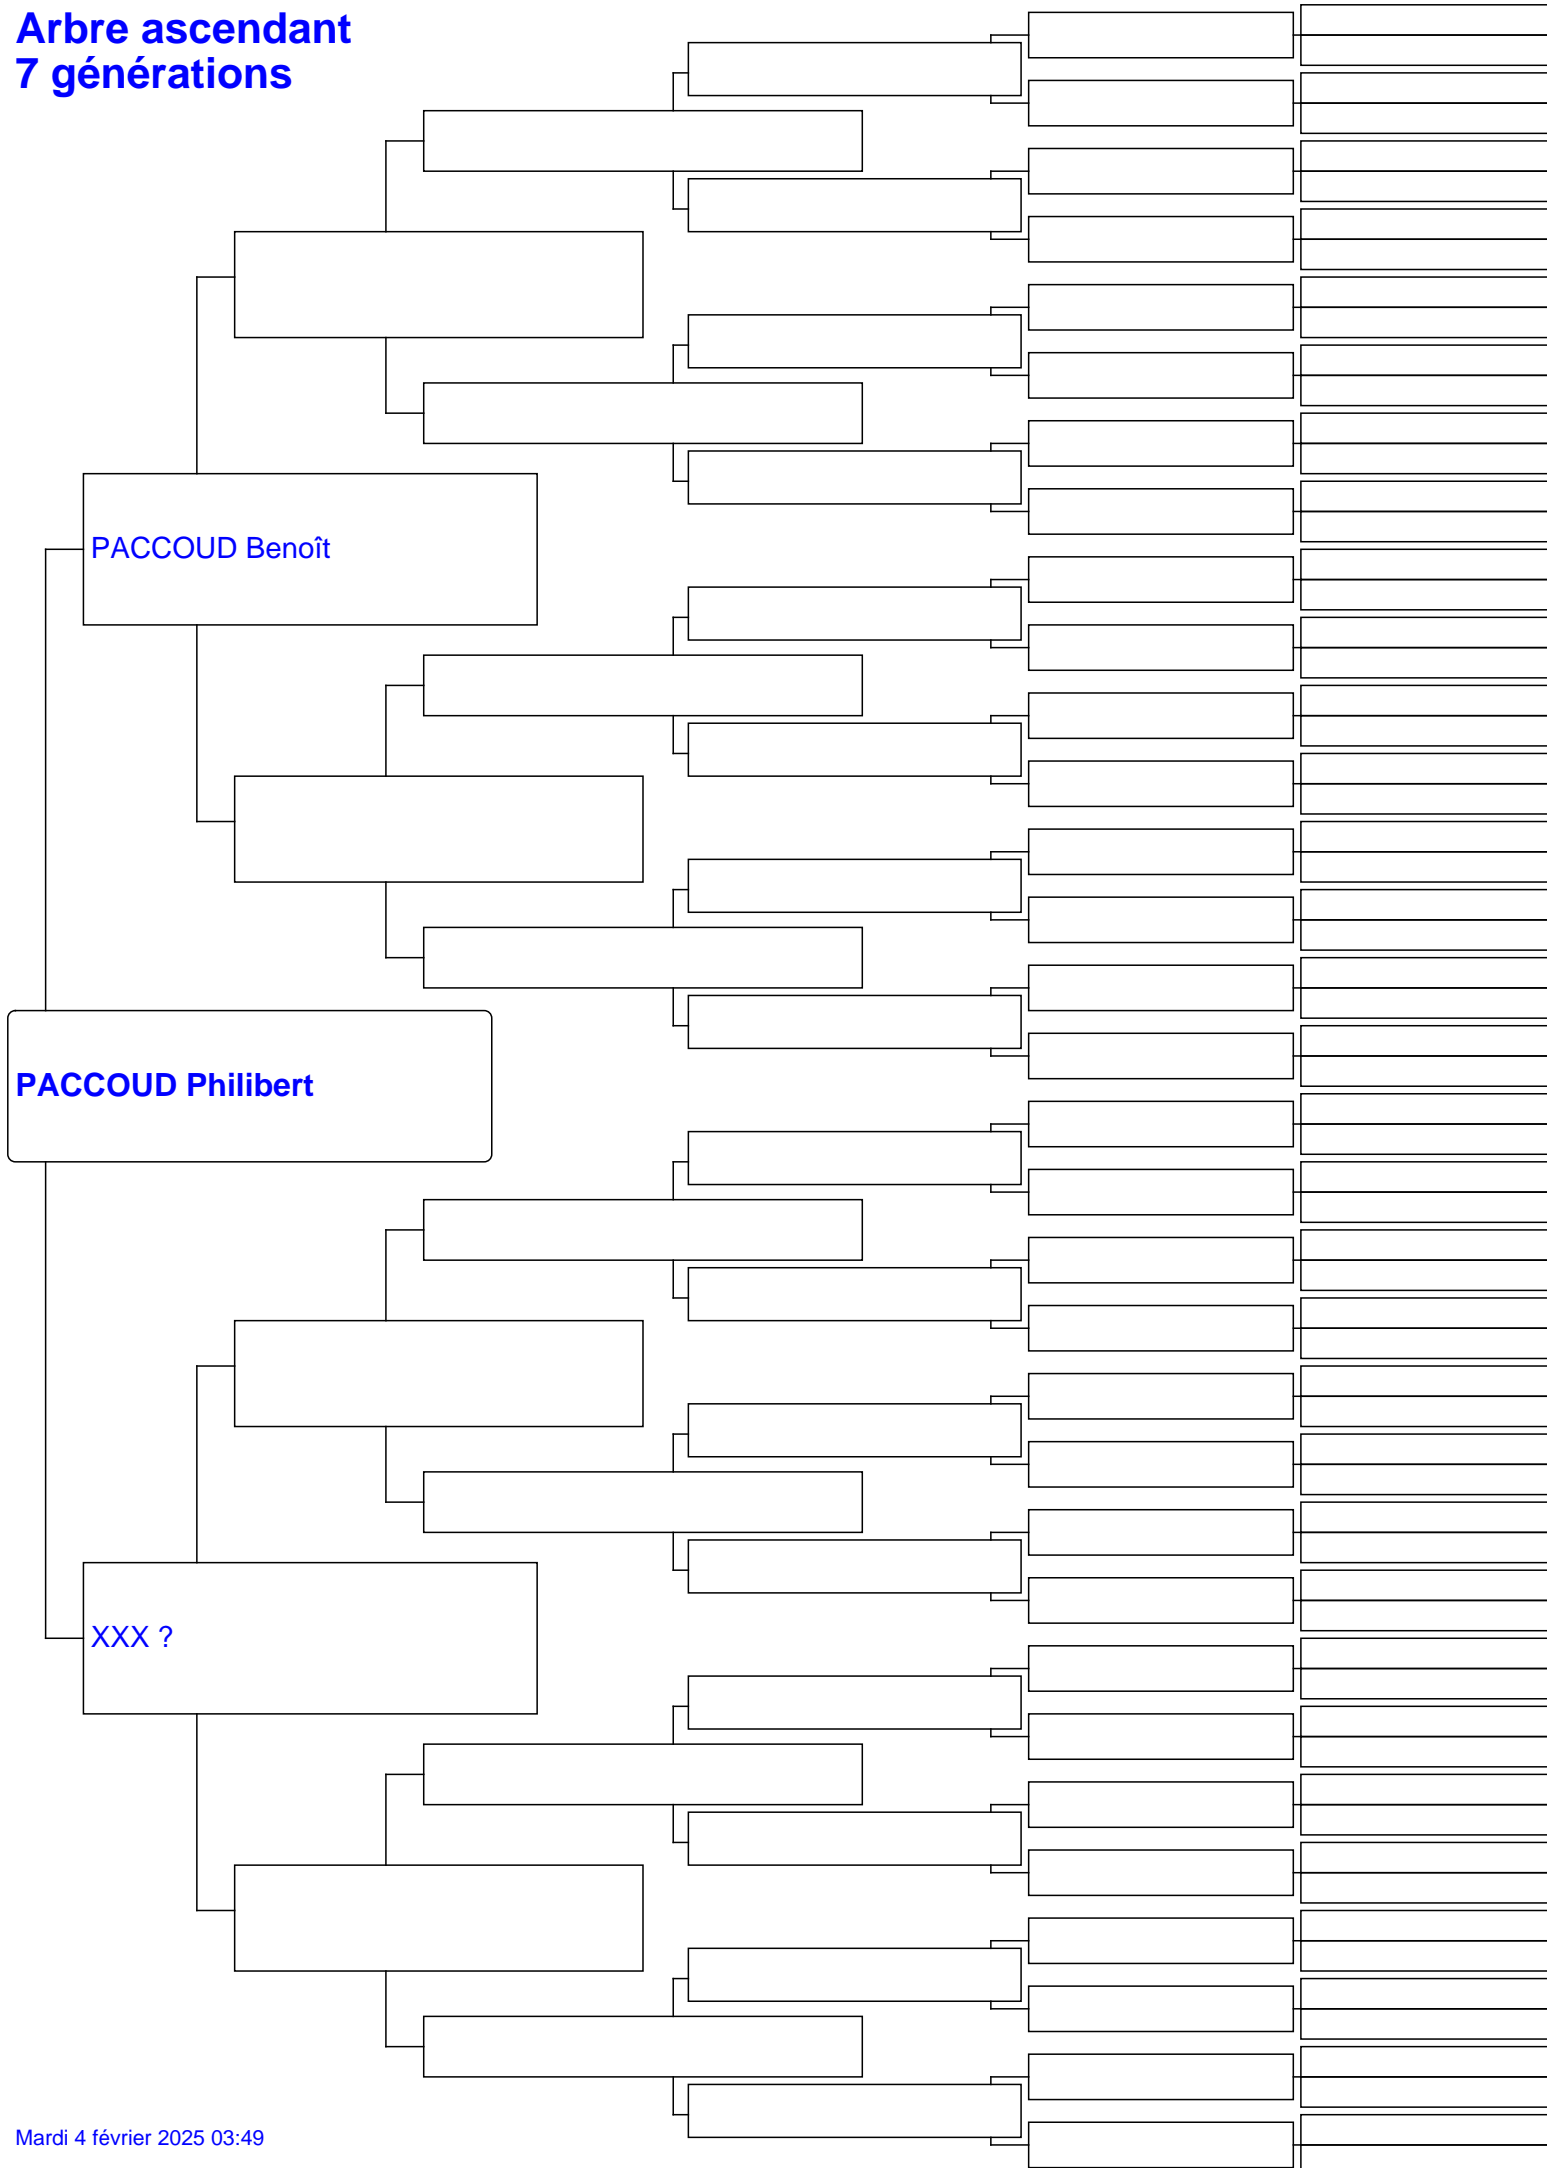 Arbre ascendant
7 générations
PACCOUD Benoît
PACCOUD Philibert
XXX ?
Mardi 4 février 2025 03:49